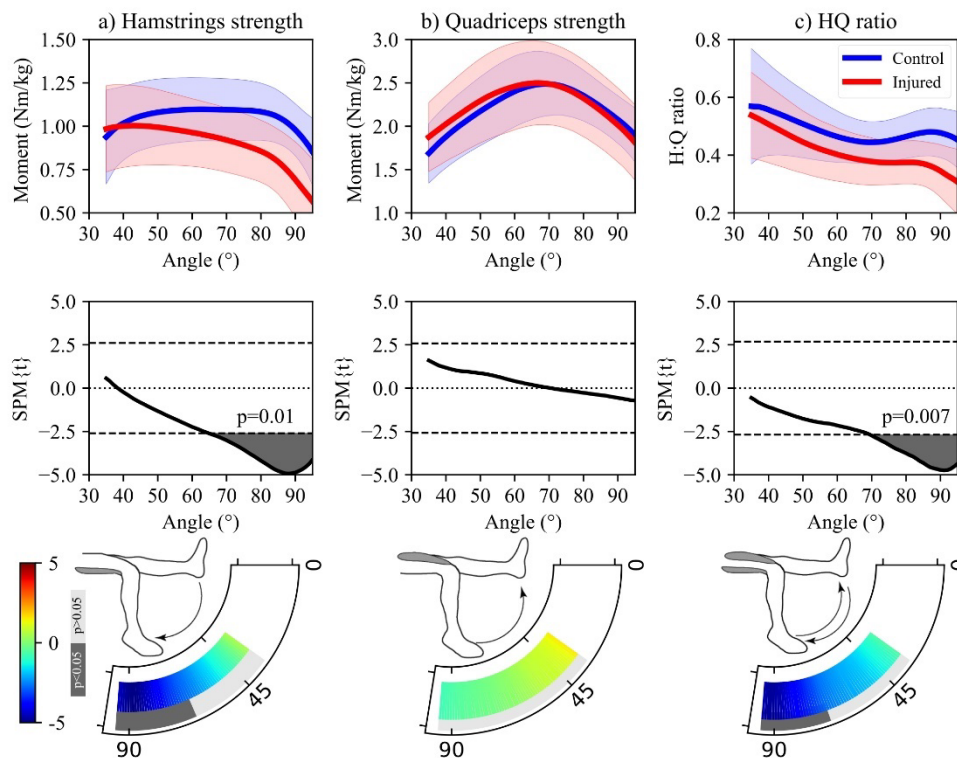 a) Hamstrings strength
b) Quadriceps strength
c) HQ ratio
Moment (Nm/kg)
1.50
1.25
1.00
0.75
0.50
30 40 50 60 70 80 90
Angle (°)
Moment (Nm/kg)
3.0
2.5
2.0
1.5
1.0
30 40 50 60 70 80 90
Angle (°)
H:Q ratio
0.8
0.6
0.4
0.2
Control
Injured
30 40 50 60 70 80 90
Angle (°)
SPM{t}
5.0
2.5
0.0
−2.5
−5.0
p=0.01
30 40 50 60 70 80 90
Angle (°)
SPM{t}
5.0
2.5
0.0
−2.5
−5.0
30 40 50 60 70 80 90
Angle (°)
SPM{t}
5.0
2.5
0.0
−2.5
−5.0
p=0.007
30 40 50 60 70 80 90
Angle (°)
5
0
−5
p>0.05
p<0.05
0
45
90
0
45
90
0
45
90